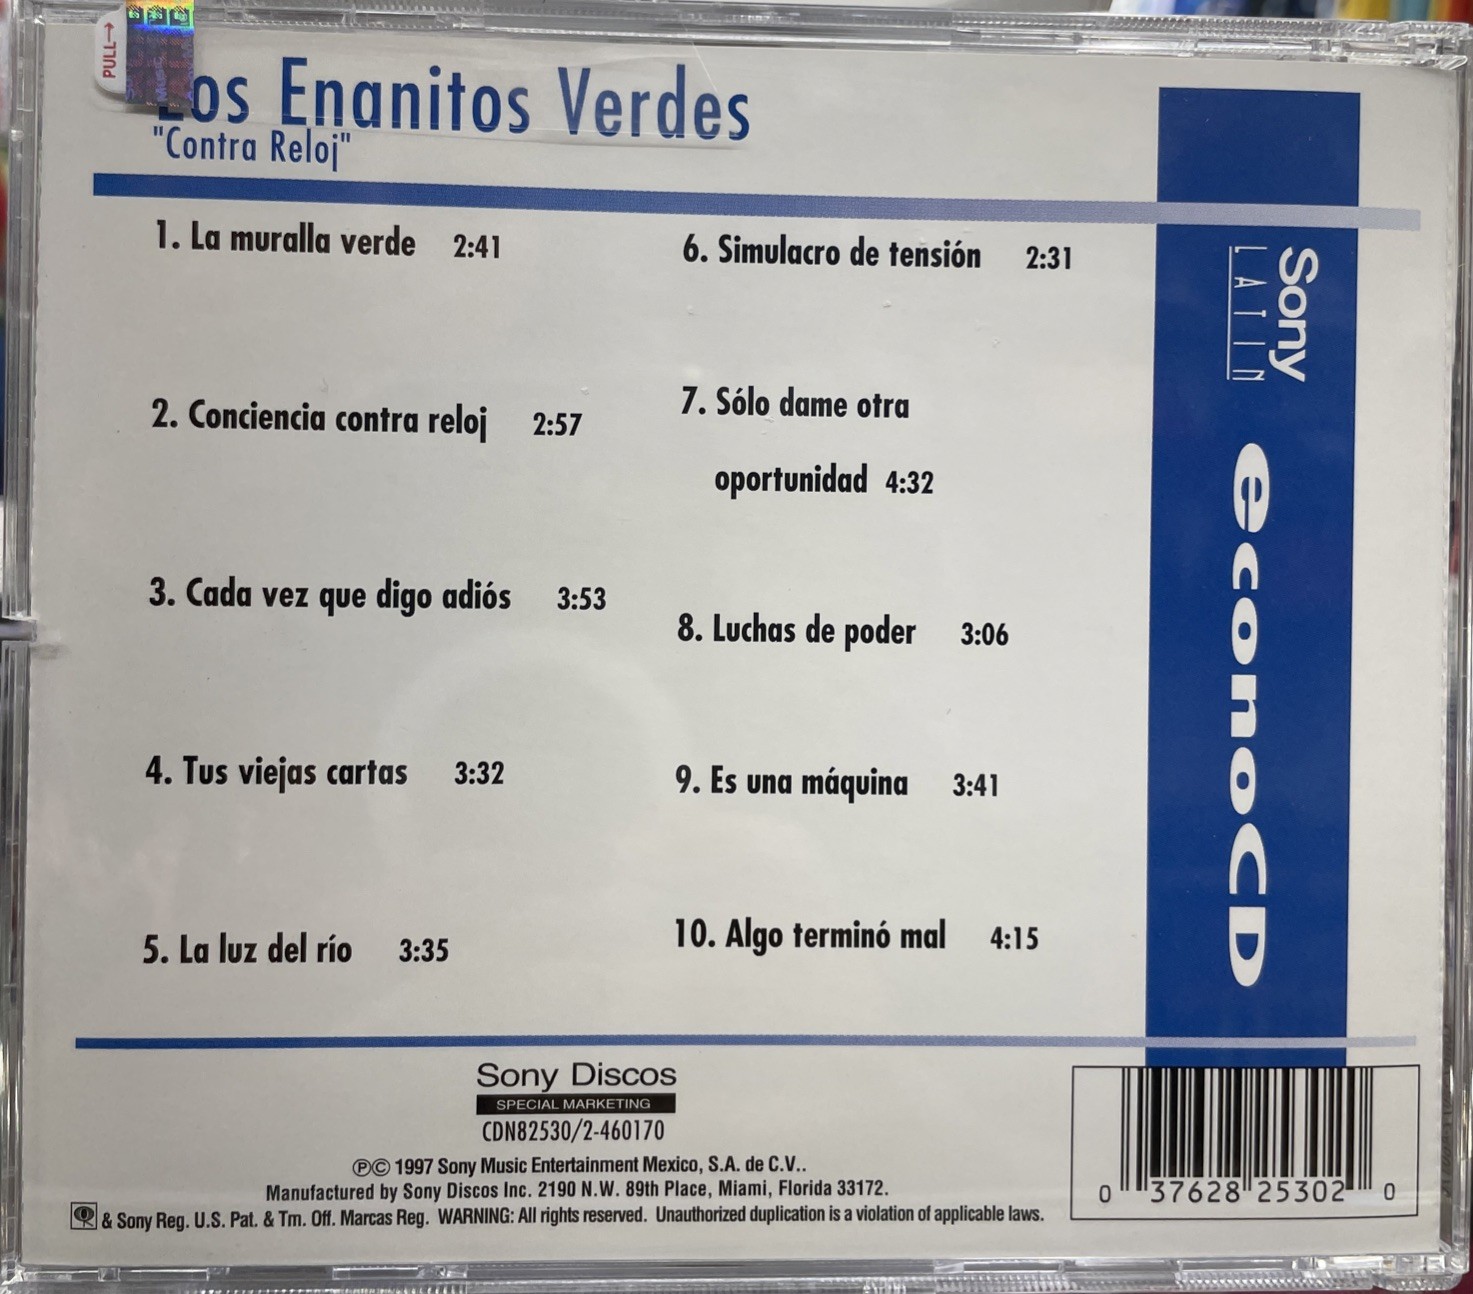 PULL→
Los Enanitos Verdes
"Contra Reloj"
1. La muralla verde 2:41
2. Conciencia contra reloj 2:57
3. Cada vez que digo adiós 3:53
4. Tus viejas cartas 3:32
5. La luz del río 3:35
6. Simulacro de tensión 2:31
7. Sólo dame otra
oportunidad 4:32
8. Luchas de poder 3:06
9. Es una máquina 3:41
10. Algo terminó mal 4:15
Sony
LATIN
econoCD
Sony Discos
SPECIAL MARKETING
CDN82530/2-460170
℗© 1997 Sony Music Entertainment Mexico, S.A. de C.V..
Manufactured by Sony Discos Inc. 2190 N.W. 89th Place, Miami, Florida 33172.
& Sony Reg. U.S. Pat. & Tm. Off. Marcas Reg. WARNING: All rights reserved. Unauthorized duplication is a violation of applicable laws.
0 37628 25302 0